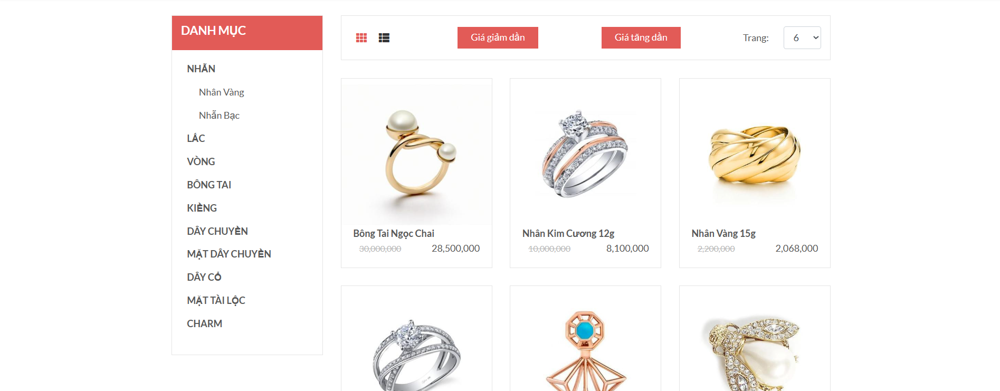 DANH MỤC
NHẪN
Nhân Vàng
Nhẫn Bạc
LẮC
VÒNG
BÔNG TAI
KIỀNG
DÂY CHUYỀN
MẶT DÂY CHUYỀN
DÂY CỔ
MẶT TÀI LỘC
CHARM
Giá giảm dần
Giá tăng dần
Trang:
6
Bông Tai Ngọc Chai
30,000,000 28,500,000
Nhân Kim Cương 12g
10,000,000 8,100,000
Nhân Vàng 15g
2,200,000 2,068,000